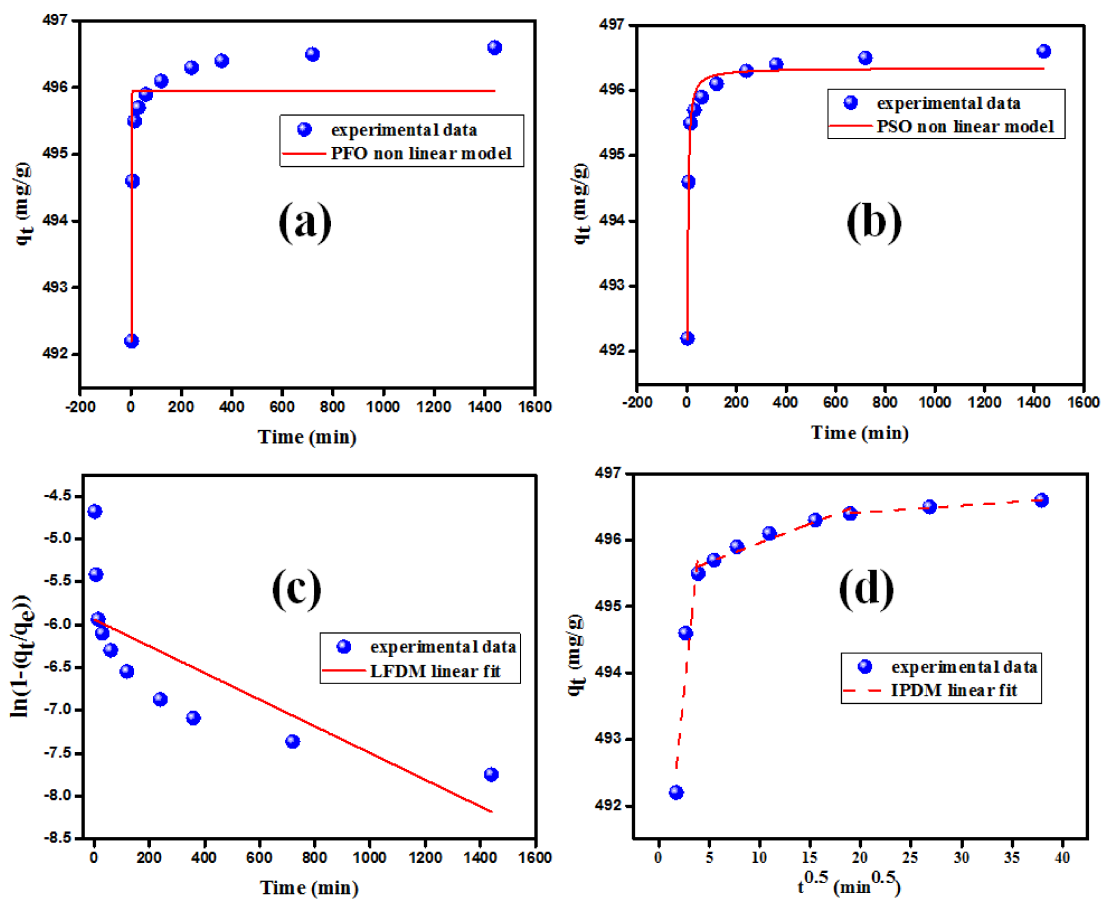 497
496
495
494
493
492
qt (mg/g)
experimental data
PFO non linear model
(a)
-200 0 200 400 600 800 1000 1200 1400 1600
Time (min)
497
496
495
494
493
492
qt (mg/g)
experimental data
PSO non linear model
(b)
-200 0 200 400 600 800 1000 1200 1400 1600
Time (min)
-4.5
-5.0
-5.5
-6.0
-6.5
-7.0
-7.5
-8.0
-8.5
ln(1-(qt/qe))
(c)
experimental data
LFDM linear fit
0 200 400 600 800 1000 1200 1400 1600
Time (min)
497
496
495
494
493
492
qt (mg/g)
(d)
experimental data
IPDM linear fit
0 5 10 15 20 25 30 35 40
t^0.5 (min^0.5)